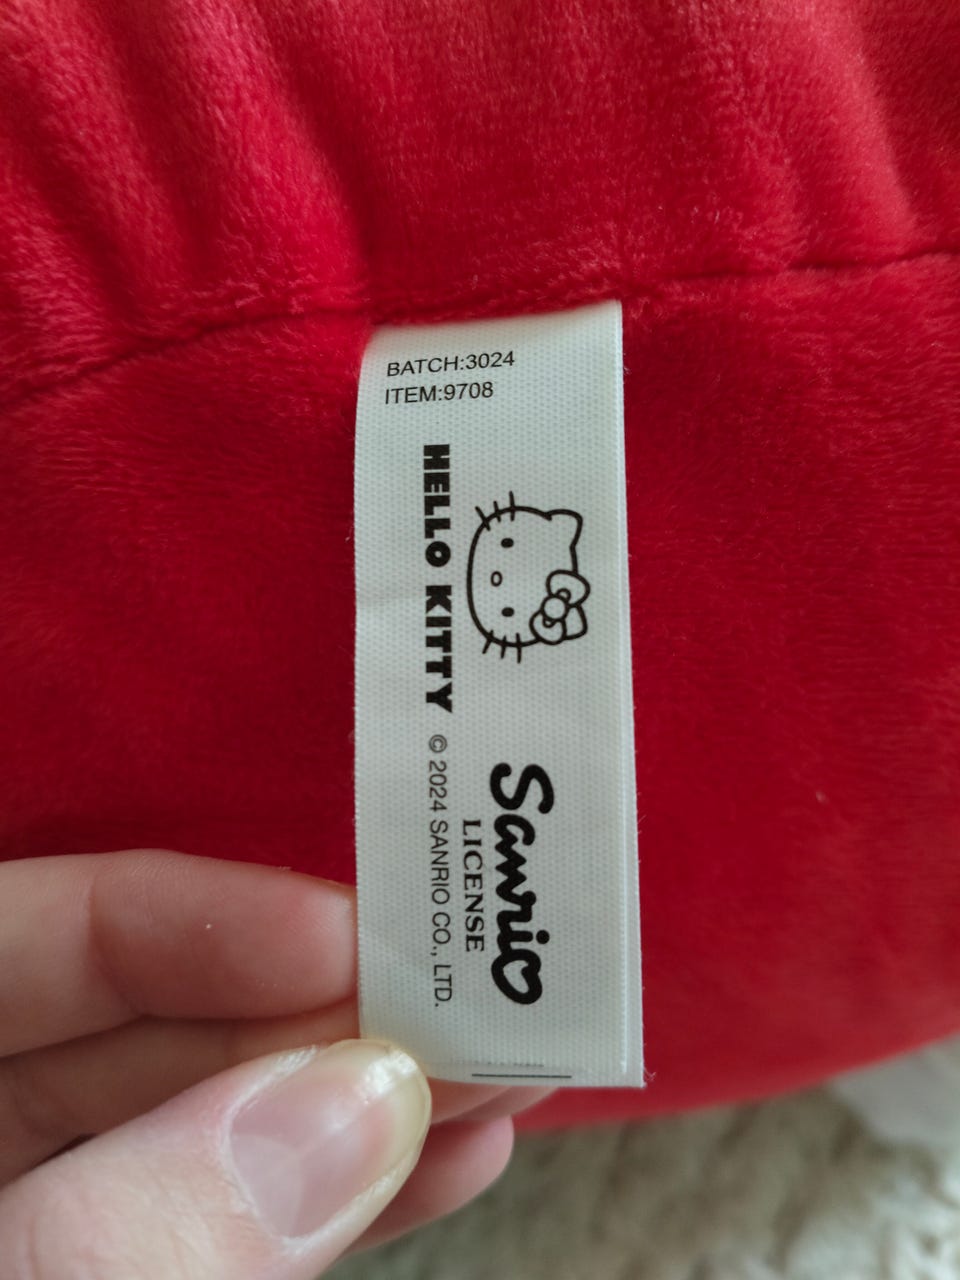 BATCH:3024
ITEM:9708
HELLO KITTY
© 2024 SANRIO CO., LTD.
Sanrio
LICENSE